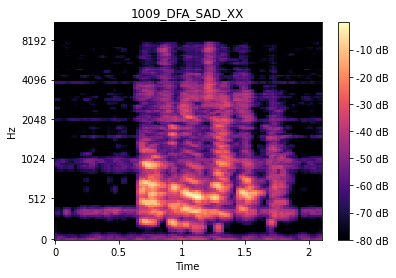 1009_DFA_SAD_XX
8192
4096
2048
1024
512
0
Hz
0
0.5
1
1.5
2
Time
-10 dB
-20 dB
-30 dB
-40 dB
-50 dB
-60 dB
-70 dB
-80 dB